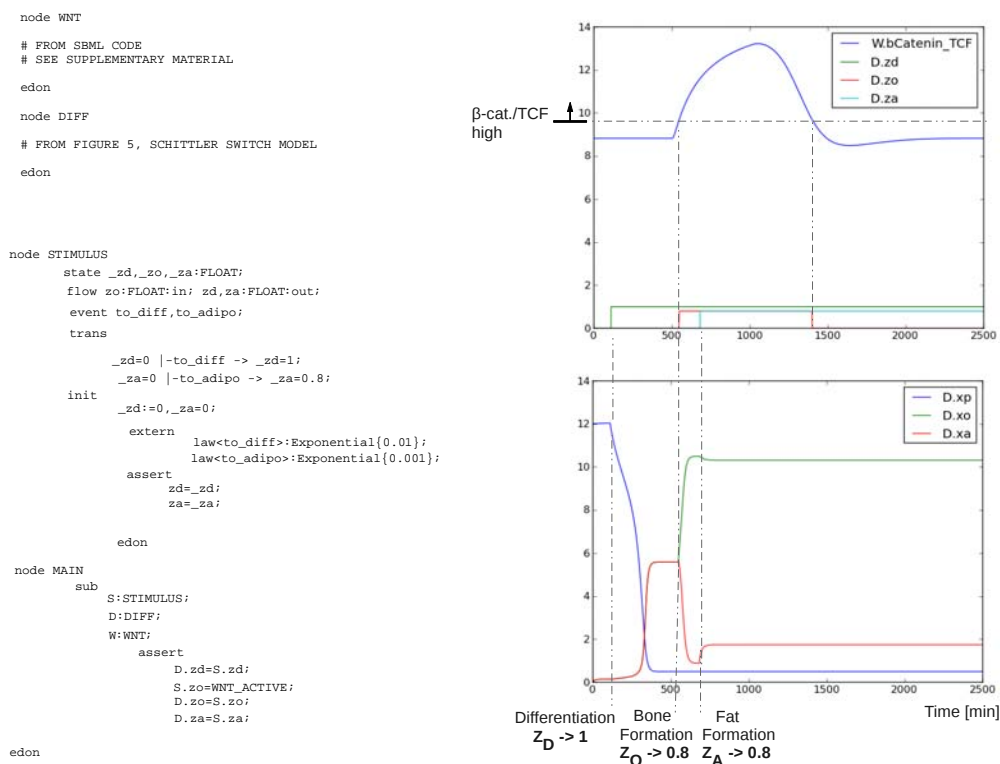 node WNT
# FROM SBML CODE
# SEE SUPPLEMENTARY MATERIAL
edon
node DIFF
# FROM FIGURE 5, SCHITTLER SWITCH MODEL
edon
node STIMULUS
state _zd,_zo,_za:FLOAT;
flow zo:FLOAT:in; zd,za:FLOAT:out;
event to_diff,to_adipo;
trans
_zd=0 |-to_diff -> _zd=1;
_za=0 |-to_adipo -> _za=0.8;
init
_zd:=0,_za=0;
extern
law<to_diff>:Exponential{0.01};
law<to_adipo>:Exponential{0.001};
assert
zd=_zd;
za=_za;
edon
node MAIN
sub
S:STIMULUS;
D:DIFF;
W:WNT;
assert
D.zd=S.zd;
S.zo=WNT_ACTIVE;
D.zo=S.zo;
D.za=S.za;
edon
14
12
10
8
6
4
2
0
W.bCatenin_TCF
D.zd
D.zo
D.za
β-cat./TCF
high
0 500 1000 1500 2000 2500
14
12
10
8
6
4
2
0
D.xp
D.xo
D.xa
0 500 1000 1500 2000 2500
Time [min]
Differentiation
Z_D -> 1
Bone
Formation
Z_O -> 0.8
Fat
Formation
Z_A -> 0.8